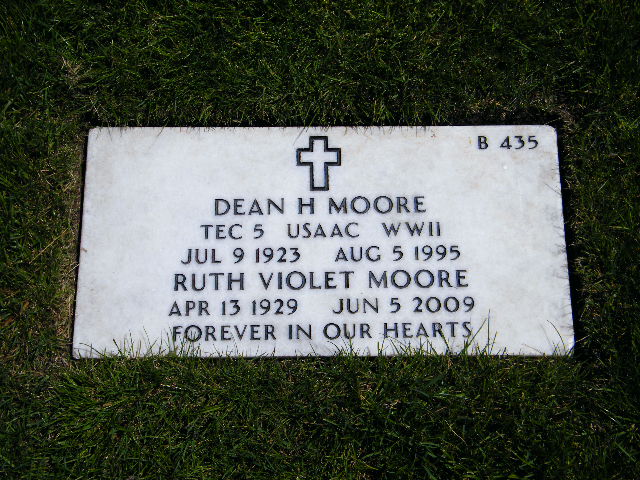 B 435
DEAN H MOORE
TEC 5 USAAC WWII
JUL 9 1923 AUG 5 1995
RUTH VIOLET MOORE
APR 13 1929 JUN 5 2009
FOREVER IN OUR HEARTS